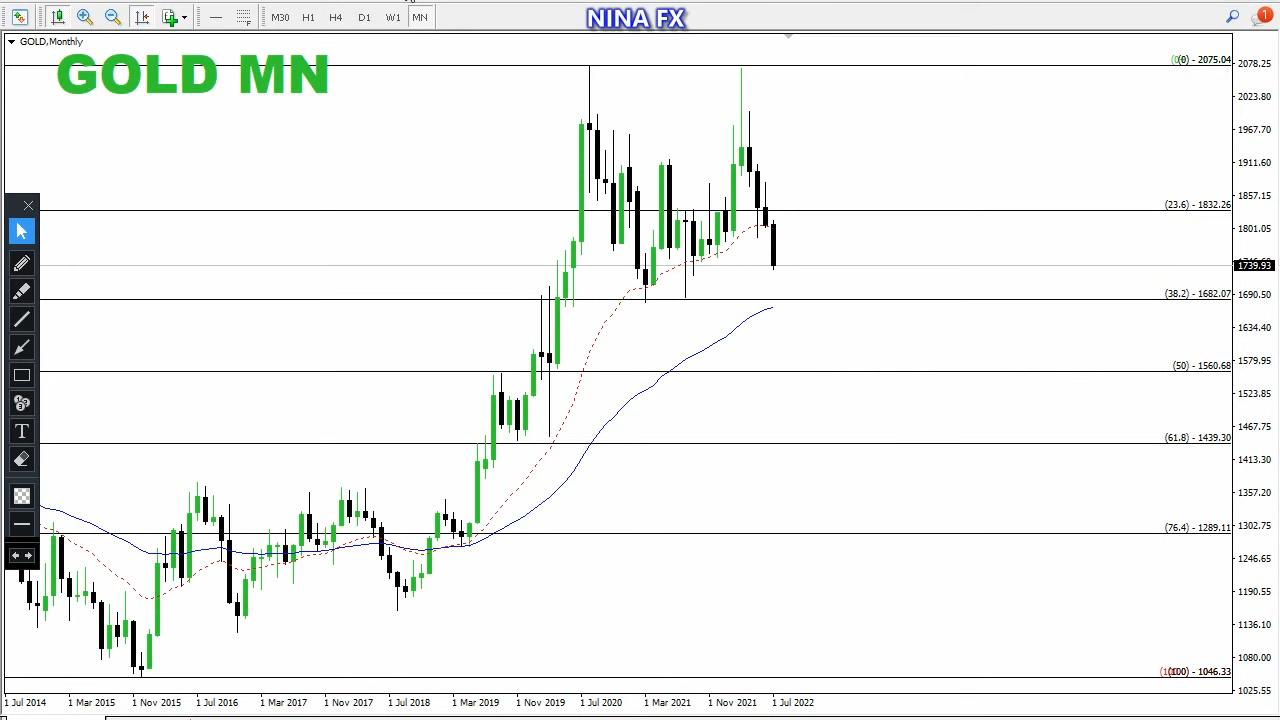 M30 H1 H4 D1 W1 MN
NINA FX
1
GOLD,Monthly
GOLD MN
(0) - 2075.04
(23.6) - 1832.26
(38.2) - 1682.07
(50) - 1560.68
(61.8) - 1439.30
(76.4) - 1289.11
(100) - 1046.33
2078.25
2023.80
1967.70
1911.60
1857.15
1801.05
1739.93
1690.50
1634.40
1579.95
1523.85
1467.75
1413.30
1357.20
1302.75
1246.65
1190.55
1136.10
1080.00
1025.55
T
1 Jul 2014
1 Mar 2015
1 Nov 2015
1 Jul 2016
1 Mar 2017
1 Nov 2017
1 Jul 2018
1 Mar 2019
1 Nov 2019
1 Jul 2020
1 Mar 2021
1 Nov 2021
1 Jul 2022